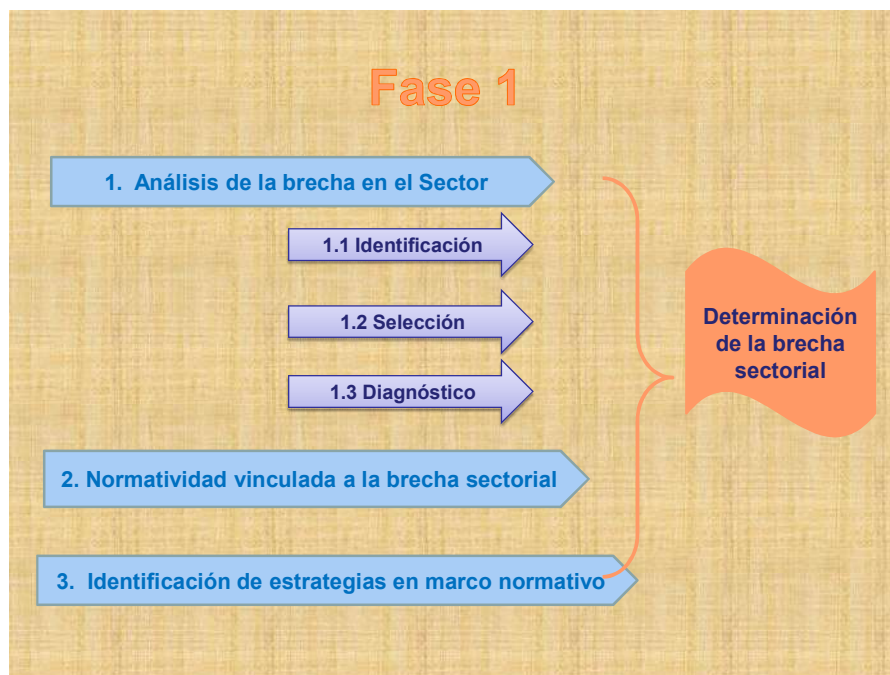 Fase 1
1. Análisis de la brecha en el Sector
1.1 Identificación
1.2 Selección
1.3 Diagnóstico
2. Normatividad vinculada a la brecha sectorial
3. Identificación de estrategias en marco normativo
Determinación
de la brecha
sectorial